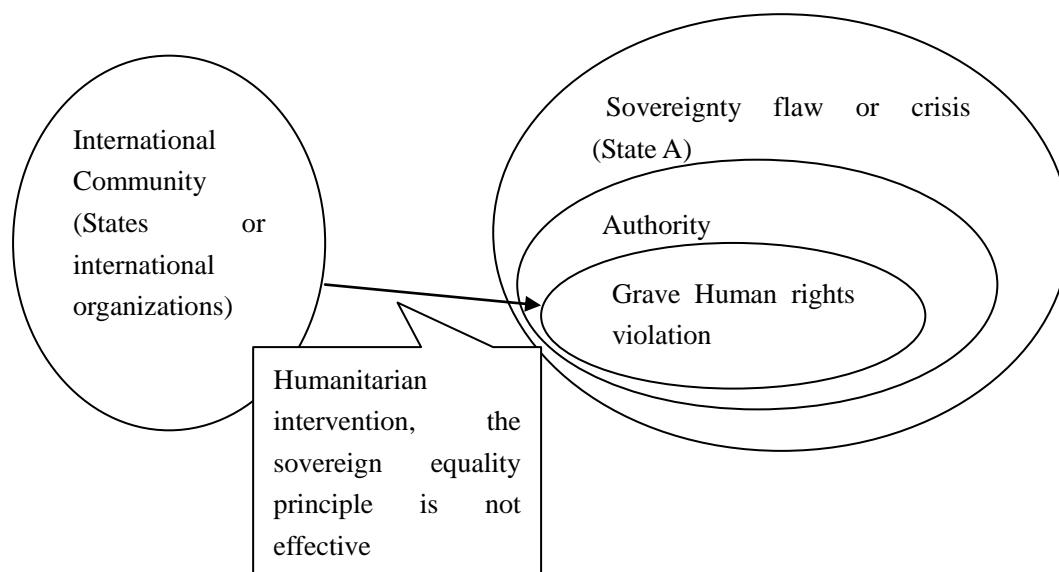 International
Community
(States or
international
organizations)
Sovereignty flaw or crisis
(State A)
Authority
Grave Human rights
violation
Humanitarian
intervention, the
sovereign equality
principle is not
effective